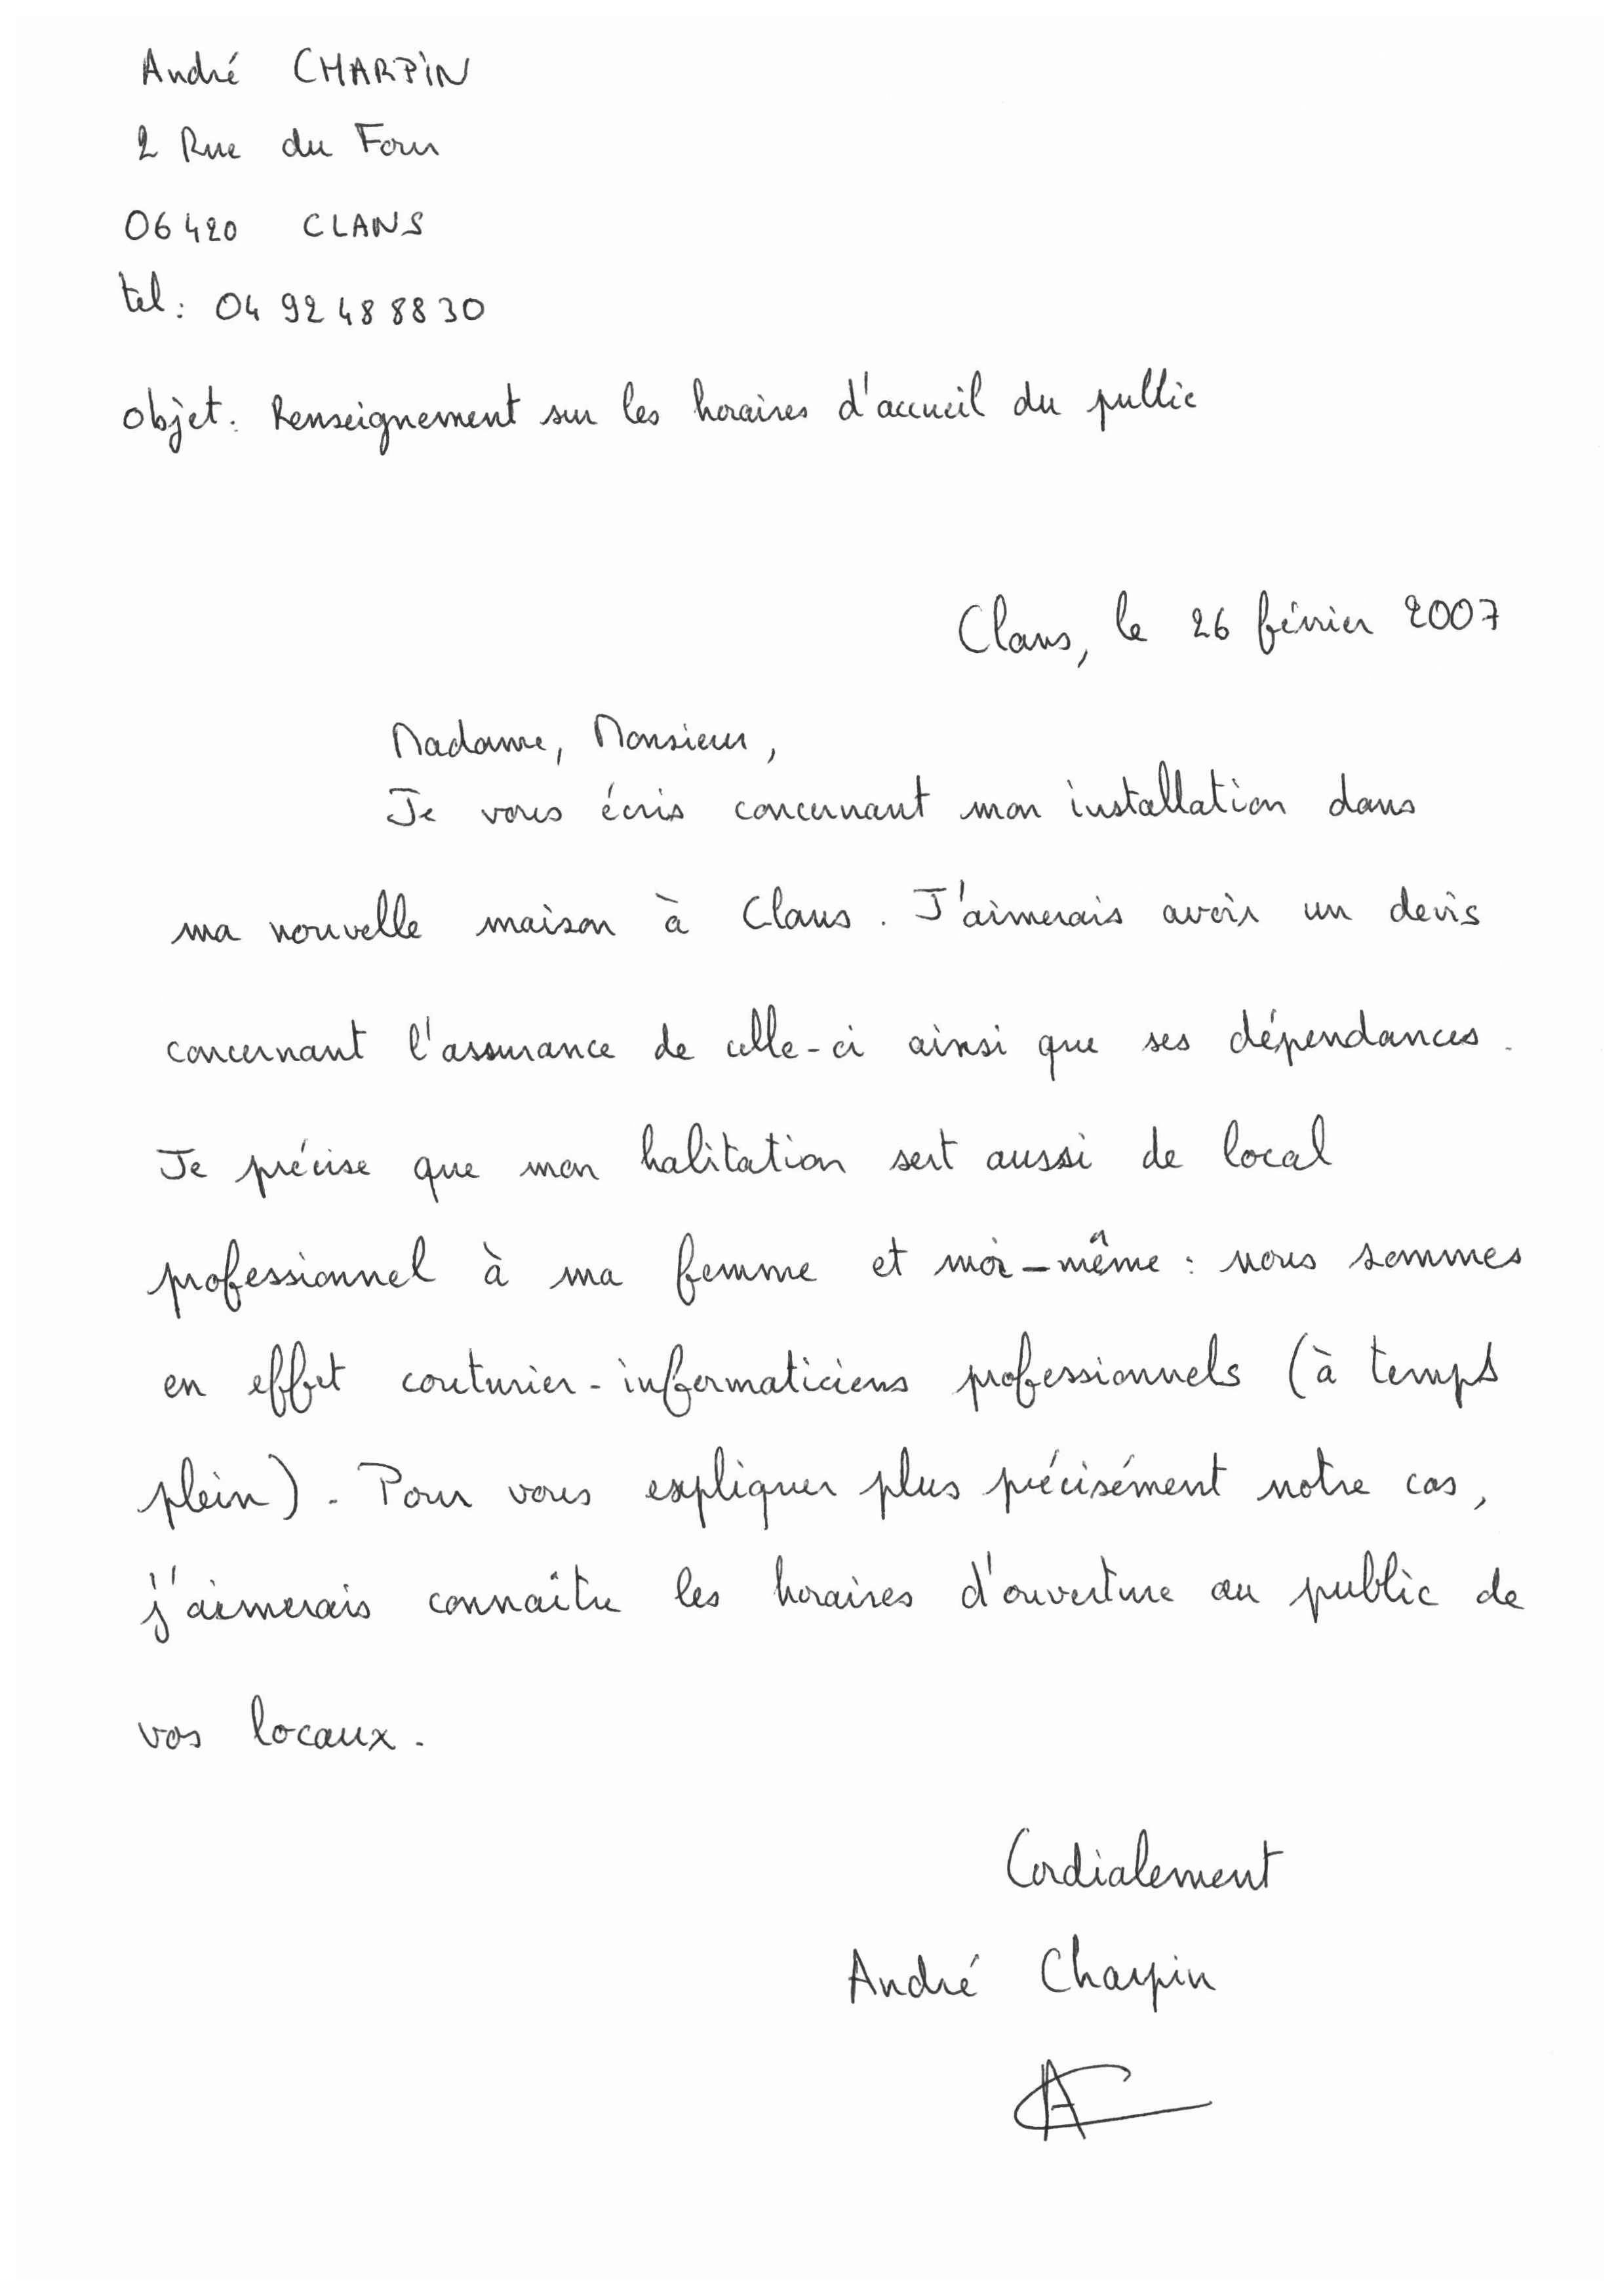 André CHARPIN
2 Rue du Four
06420 CLANS
tel: 04 92 48 88 30
objet: Renseignement sur les horaires d'accueil du public
Clans, le 26 février 2007
Madame, Monsieur,
Je vous écris concernant mon installation dans
ma nouvelle maison à Clans. J'aimerais avoir un devis
concernant l'assurance de celle-ci ainsi que ses dépendances.
Je précise que mon habitation sert aussi de local
professionnel à ma femme et moi-même : nous sommes
en effet couturier-informaticiens professionnels (à temps
plein). Pour vous expliquer plus précisément notre cas,
j'aimerais connaître les horaires d'ouverture au public de
vos locaux.
Cordialement
André Charpin
AC